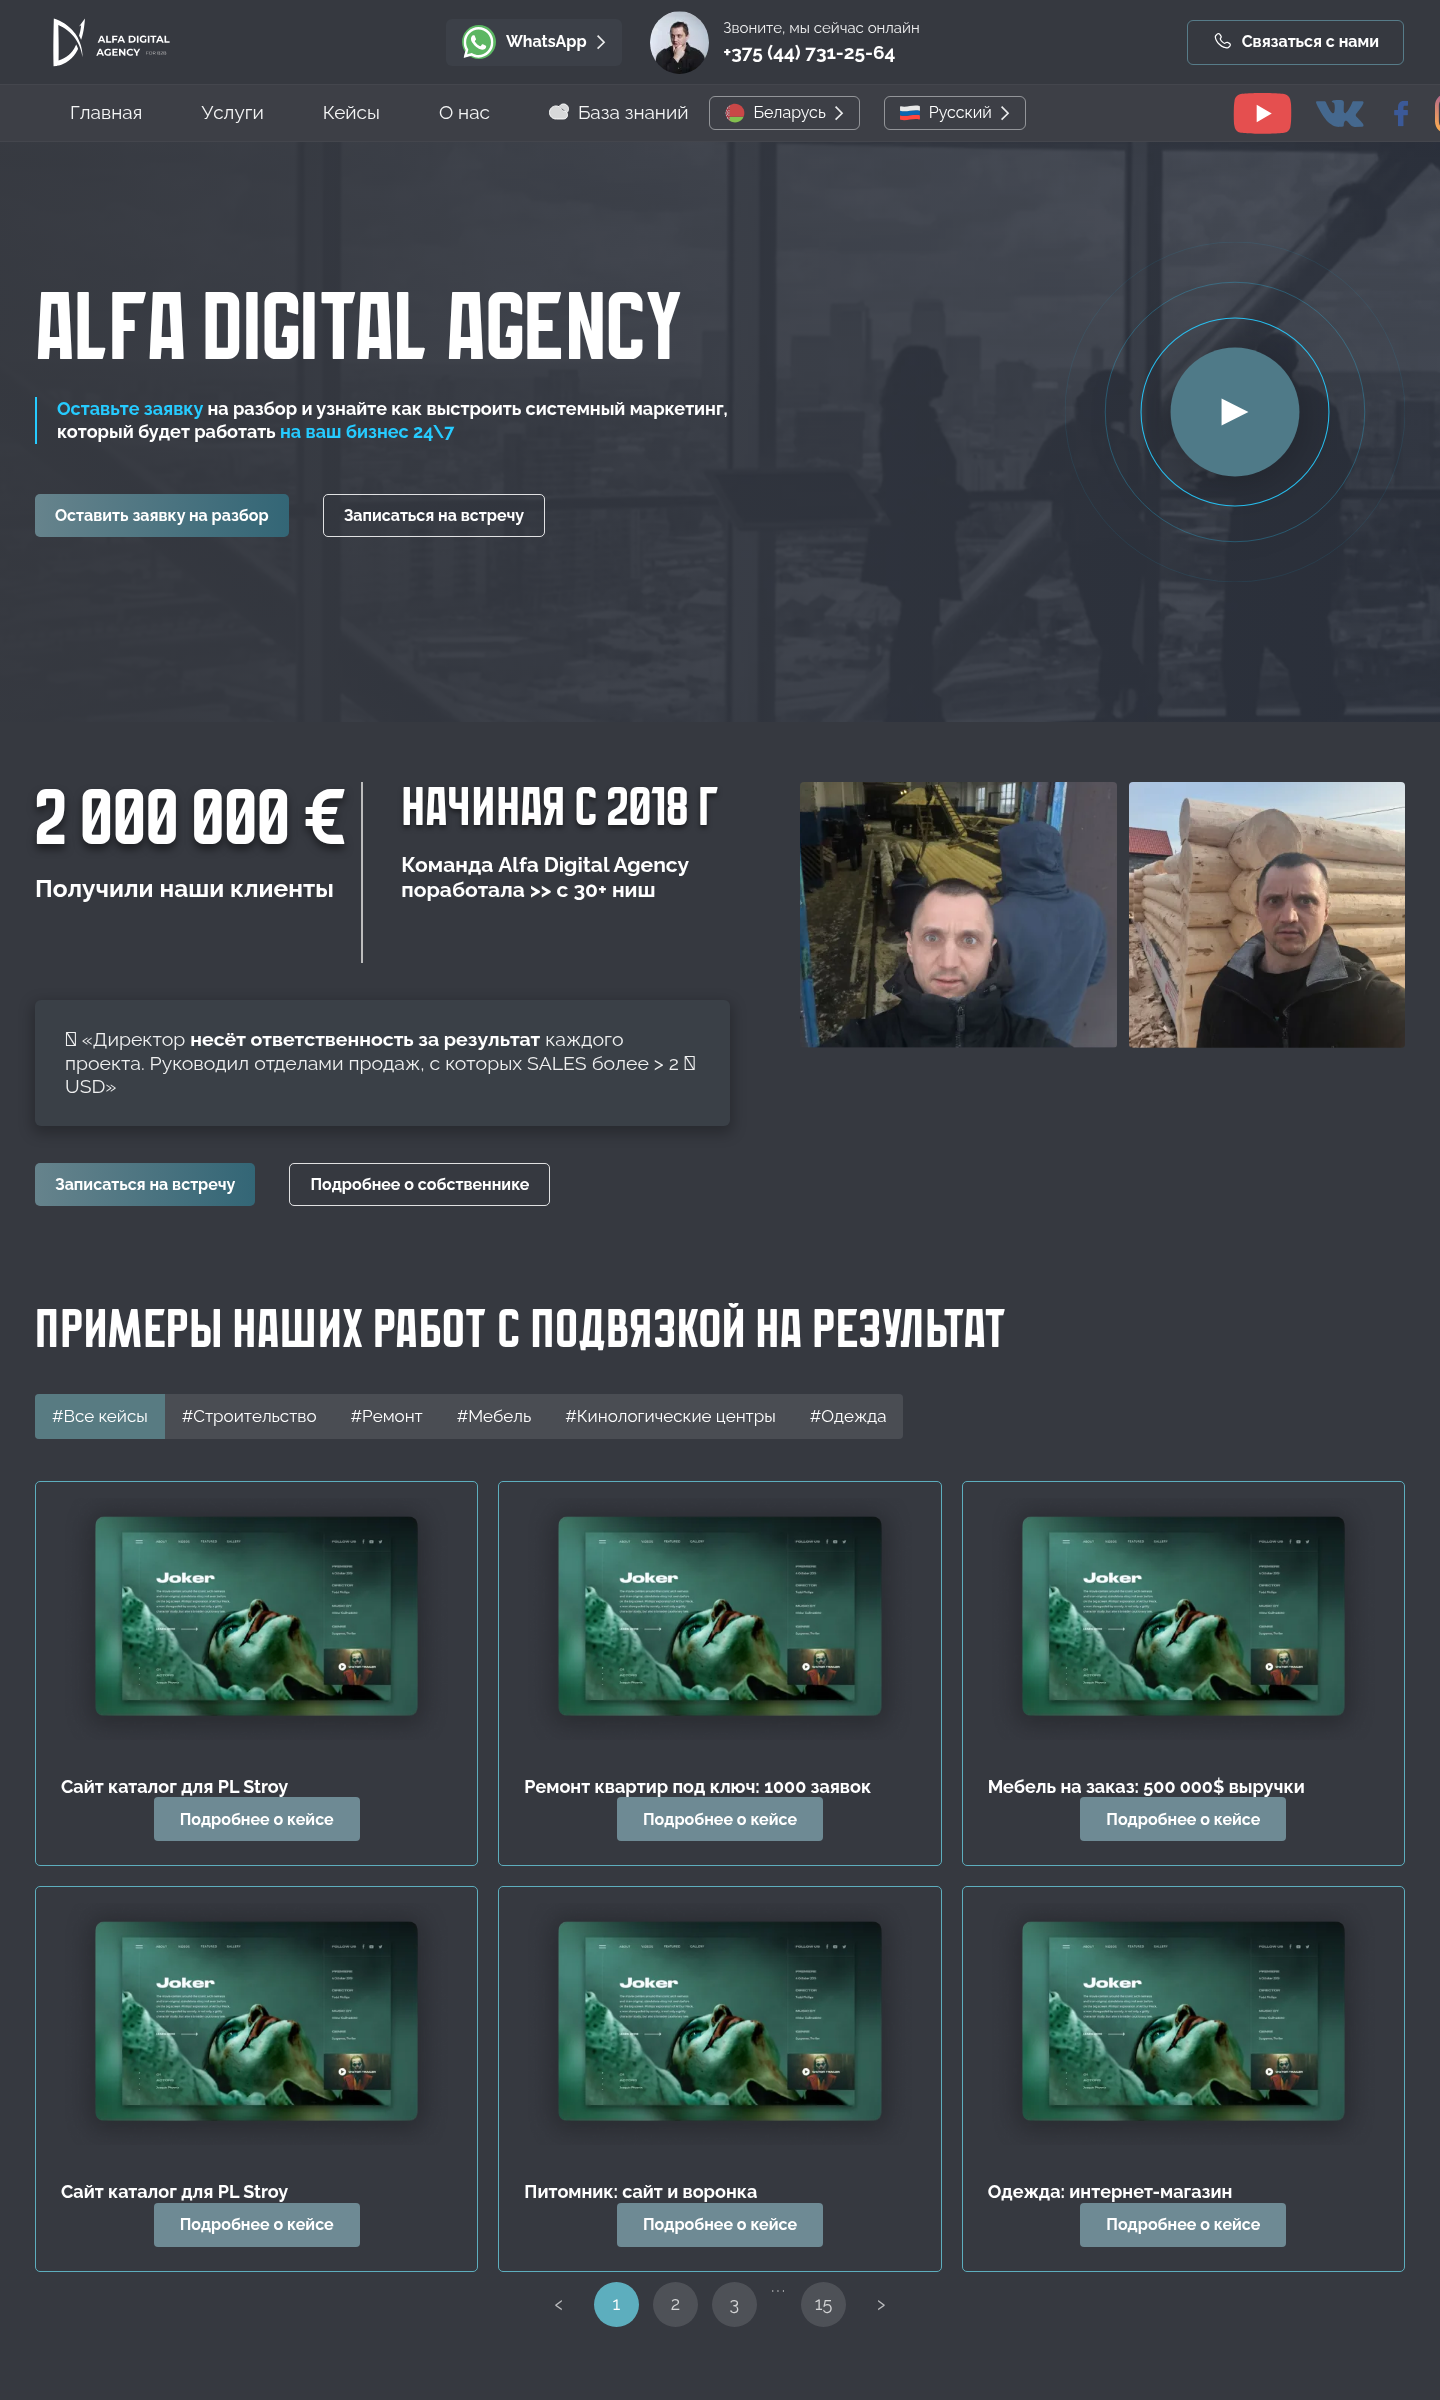 ALFA DIGITAL
AGENCY FOR B2B
WhatsApp
Звоните, мы сейчас онлайн
+375 (44) 731-25-64
Связаться с нами
Главная
Услуги
Кейсы
О нас
База знаний
Беларусь
Русский
ALFA DIGITAL AGENCY
Оставьте заявку на разбор и узнайте как выстроить системный маркетинг,
который будет работать на ваш бизнес 24\7
Оставить заявку на разбор
Записаться на встречу
2 000 000 €
Получили наши клиенты
НАЧИНАЯ С 2018 Г
Команда Alfa Digital Agency
поработала >> с 30+ ниш
«Директор несёт ответственность за результат каждого
проекта. Руководил отделами продаж, с которых SALES более > 2
USD»
Записаться на встречу
Подробнее о собственнике
ПРИМЕРЫ НАШИХ РАБОТ С ПОДВЯЗКОЙ НА РЕЗУЛЬТАТ
#Все кейсы
#Строительство
#Ремонт
#Мебель
#Кинологические центры
#Одежда
Joker
Joker
Joker
Сайт каталог для PL Stroy
Подробнее о кейсе
Ремонт квартир под ключ: 1000 заявок
Подробнее о кейсе
Мебель на заказ: 500 000$ выручки
Подробнее о кейсе
Joker
Joker
Joker
Сайт каталог для PL Stroy
Подробнее о кейсе
Питомник: сайт и воронка
Подробнее о кейсе
Одежда: интернет-магазин
Подробнее о кейсе
< 1 2 3 ... 15 >